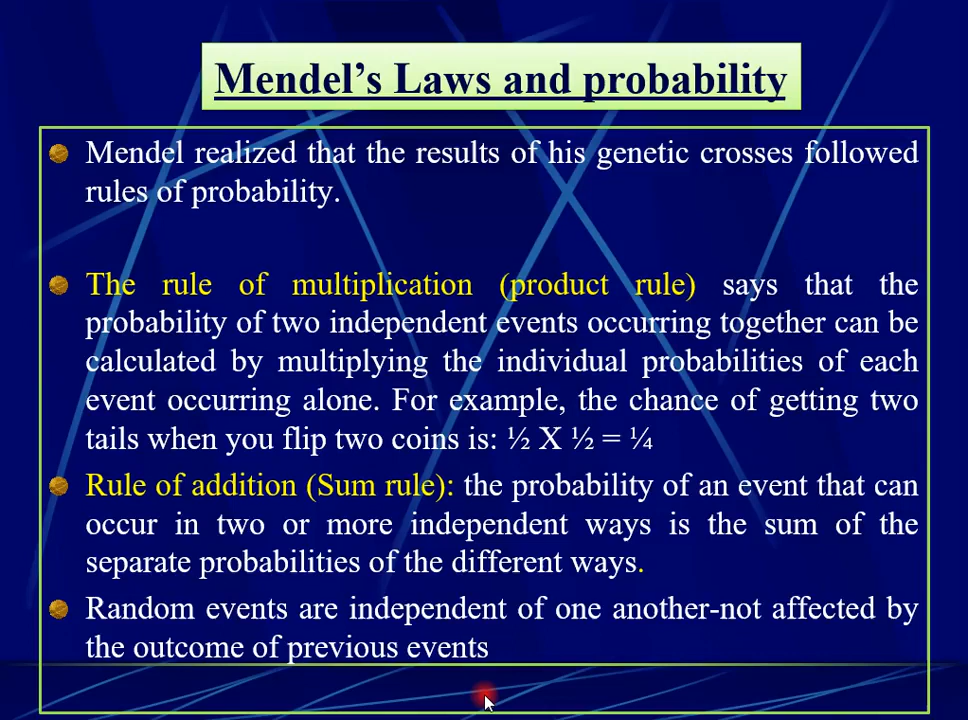 Mendel's Laws and probability
Mendel realized that the results of his genetic crosses followed
rules of probability.
The rule of multiplication (product rule) says that the
probability of two independent events occurring together can be
calculated by multiplying the individual probabilities of each
event occurring alone. For example, the chance of getting two
tails when you flip two coins is: ½ X ½ = ¼
Rule of addition (Sum rule): the probability of an event that can
occur in two or more independent ways is the sum of the
separate probabilities of the different ways.
Random events are independent of one another-not affected by
the outcome of previous events